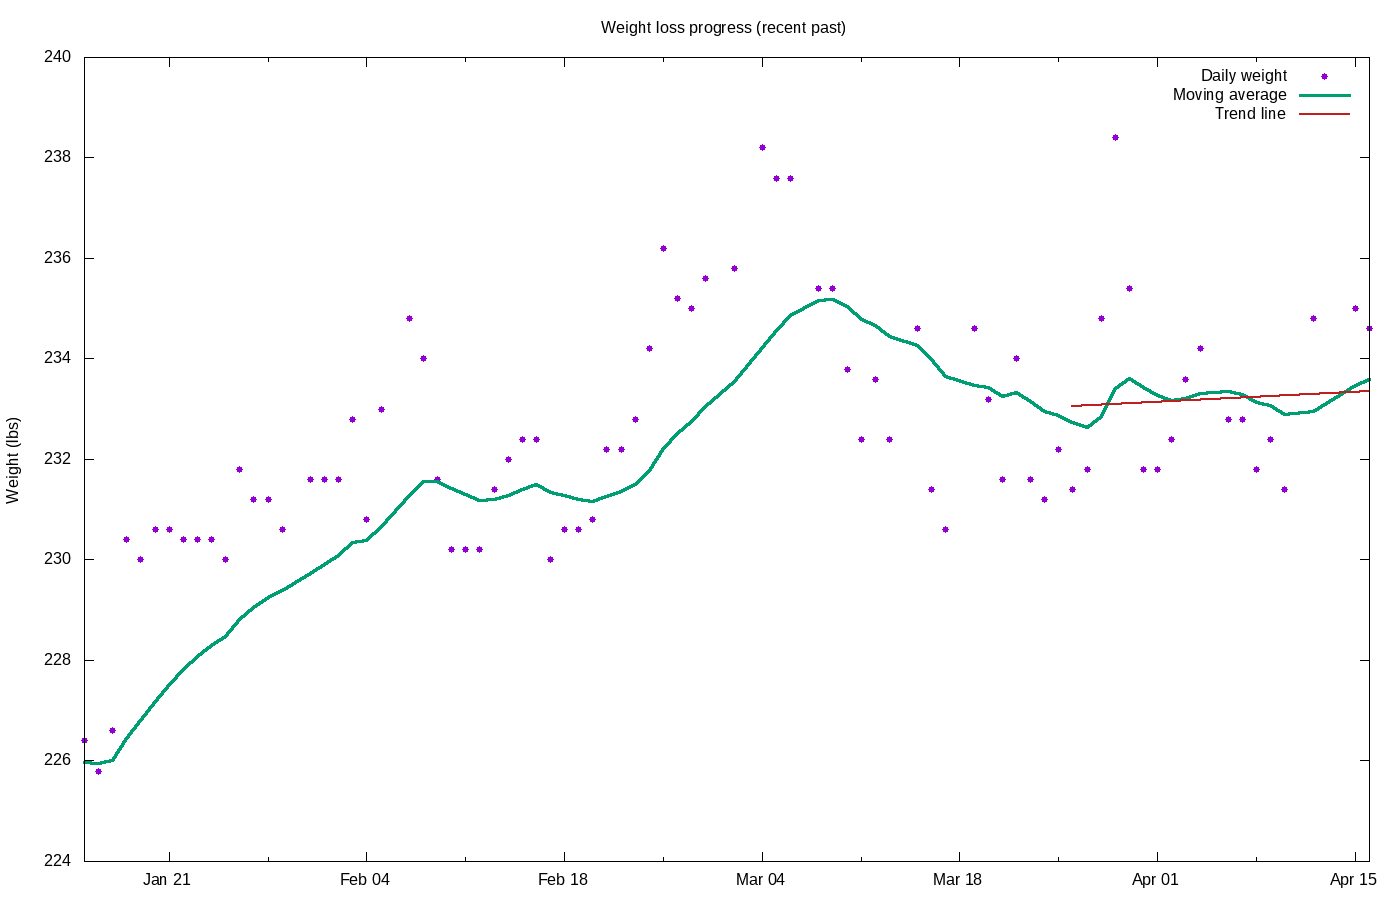 Weight loss progress (recent past)
Daily weight
Moving average
Trend line
240
238
236
234
232
230
228
226
224
Weight (lbs)
Jan 21 Feb 04 Feb 18 Mar 04 Mar 18 Apr 01 Apr 15